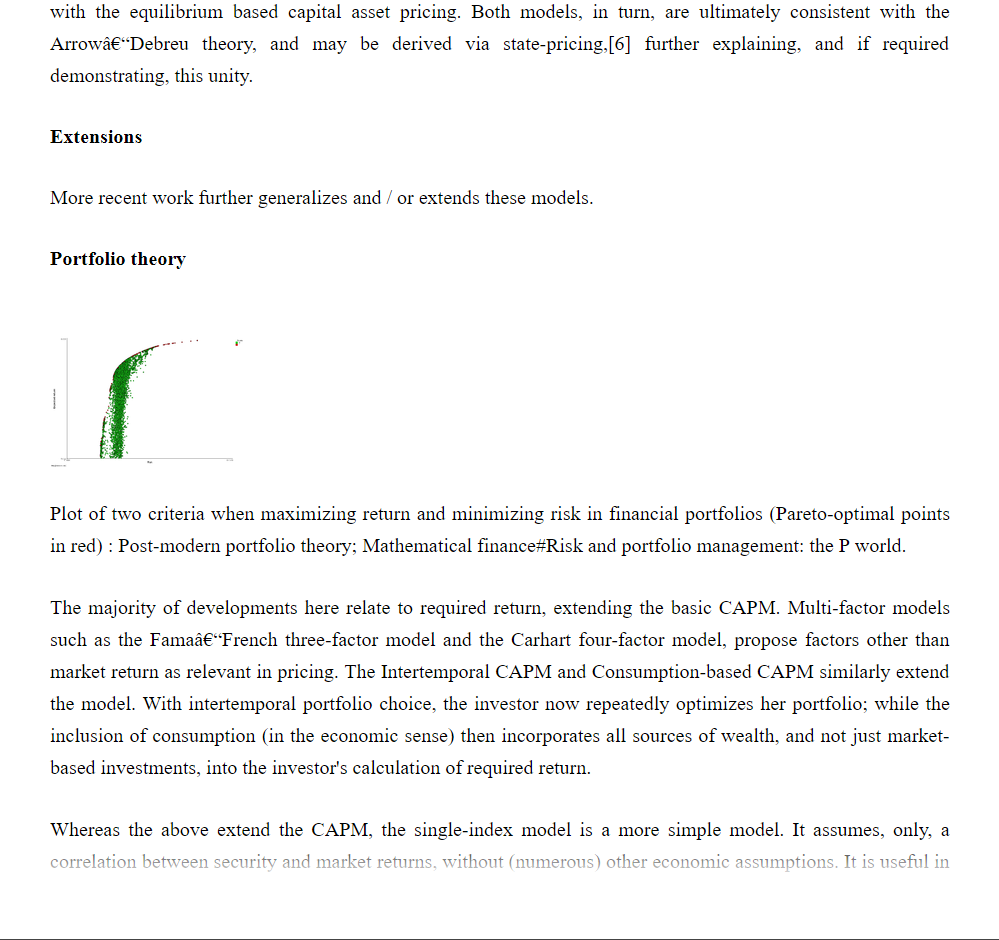 with the equilibrium based capital asset pricing. Both models, in turn, are ultimately consistent with the
Arrowâ€“Debreu theory, and may be derived via state-pricing,[6] further explaining, and if required
demonstrating, this unity.
Extensions
More recent work further generalizes and / or extends these models.
Portfolio theory
Plot of two criteria when maximizing return and minimizing risk in financial portfolios (Pareto-optimal points
in red) : Post-modern portfolio theory; Mathematical finance#Risk and portfolio management: the P world.
The majority of developments here relate to required return, extending the basic CAPM. Multi-factor models
such as the Famaâ€“French three-factor model and the Carhart four-factor model, propose factors other than
market return as relevant in pricing. The Intertemporal CAPM and Consumption-based CAPM similarly extend
the model. With intertemporal portfolio choice, the investor now repeatedly optimizes her portfolio; while the
inclusion of consumption (in the economic sense) then incorporates all sources of wealth, and not just market-
based investments, into the investor's calculation of required return.
Whereas the above extend the CAPM, the single-index model is a more simple model. It assumes, only, a
correlation between security and market returns, without (numerous) other economic assumptions. It is useful in